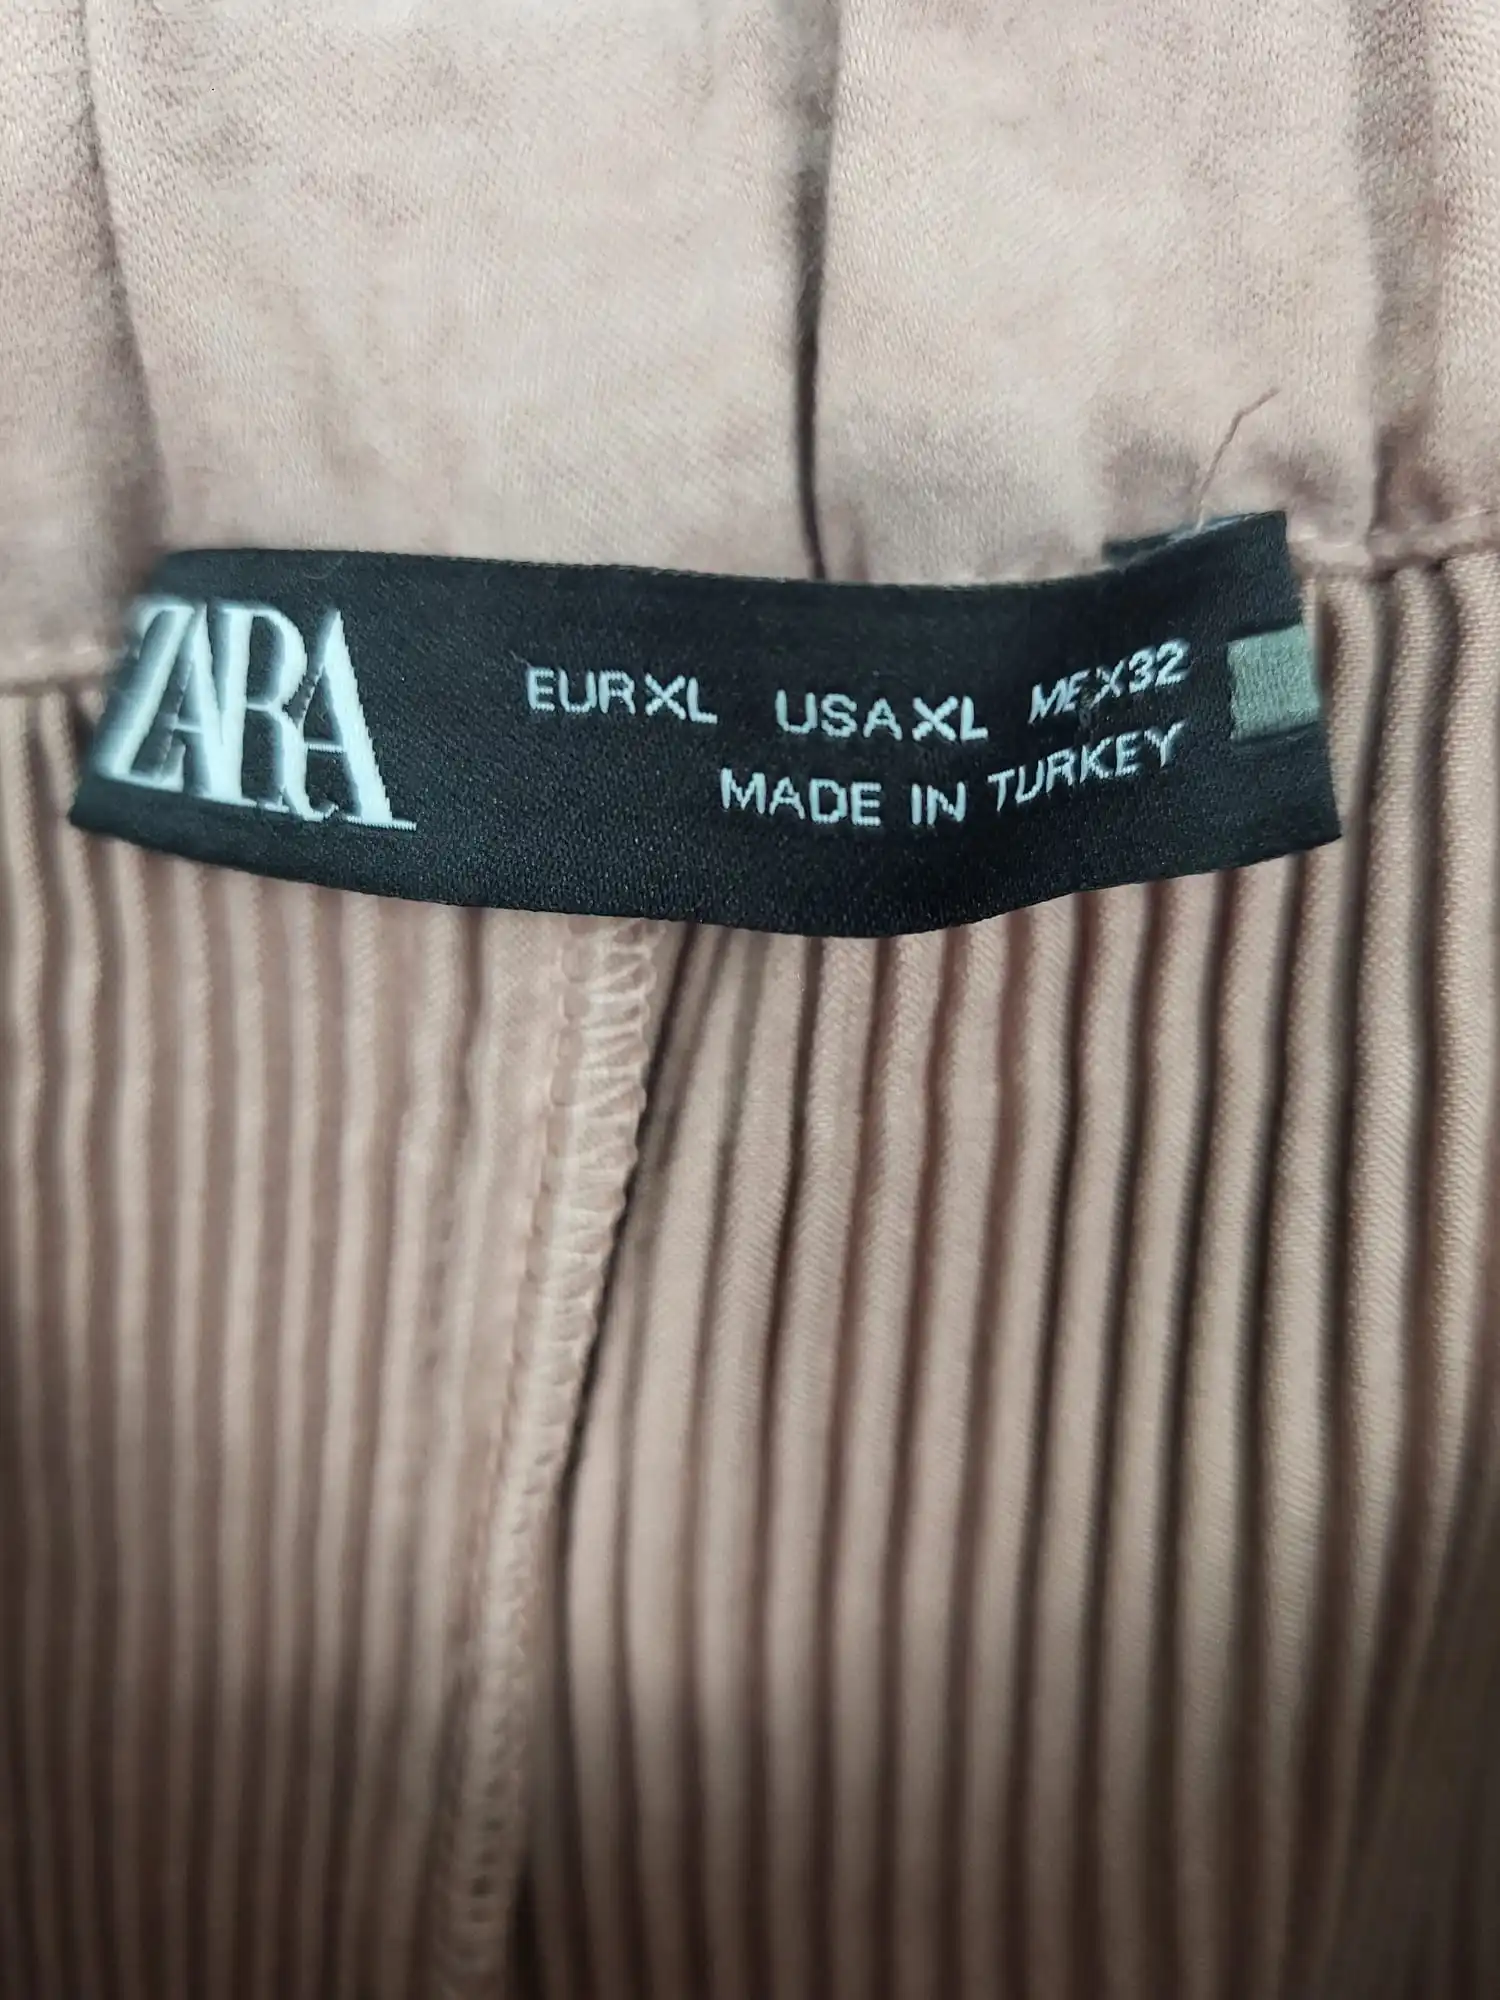 ZARA
EUR XL USA XL MEX 32
MADE IN TURKEY